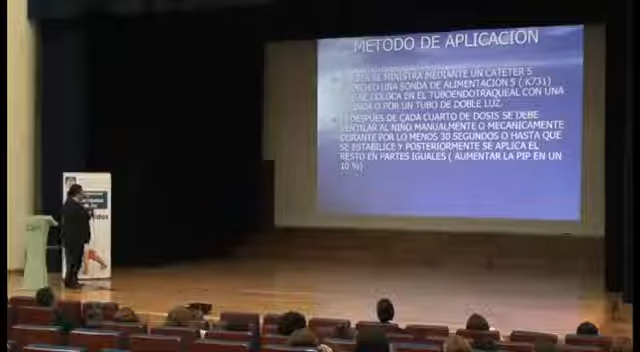 METODO DE APLICACIÓN
SE MINISTRA MEDIANTE UN CATETER 5
UNA SONDA DE ALIMENTACION 5 ( K731)
SE COLOCA EN EL TUBOENDOTRAQUEAL CON UNA
O POR UN TUBO DE DOBLE LUZ.
DESPUES DE CADA CUARTO DE DOSIS SE DEBE
VENTILAR AL NIÑO MANUALMENTE O MECANICAMENTE
DURANTE POR LO MENOS 30 SEGUNDOS O HASTA QUE
SE ESTABILICE Y POSTERIORMENTE SE APLICA EL
RESTO EN PARTES IGUALES ( AUMENTAR LA PIP EN UN
10 %)